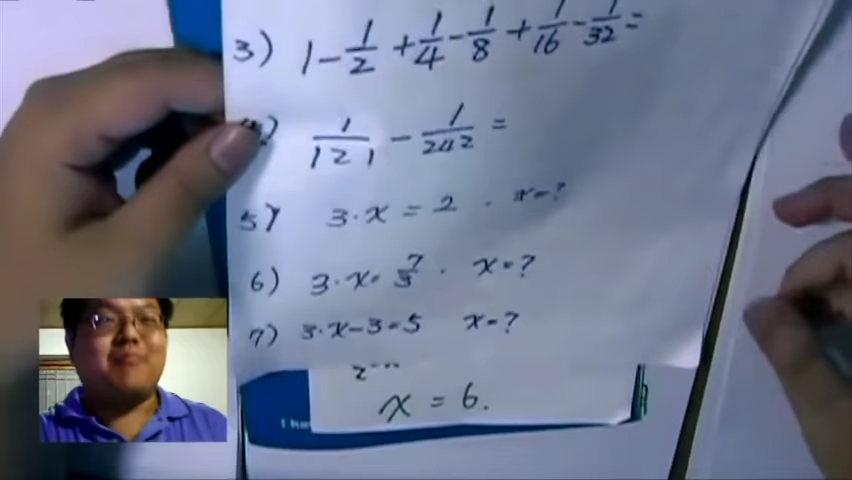 3) 1 - 1/2 + 1/4 - 1/8 + 1/16 - 1/32 =
1/121 - 1/242 =
5) 3·x = 2 . x=?
6) 3·x = 7/3 . x=?
7) 3·x-3=5 x=?
x = 6.